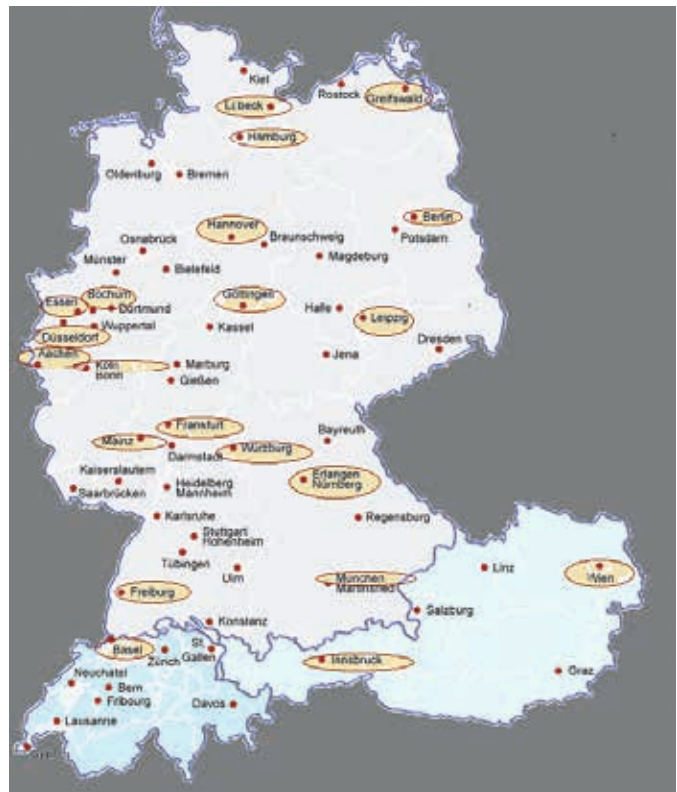 Kiel
Rostock
Greifswald
Lübeck
Hamburg
Oldenburg
Bremen
Berlin
Hannover
Potsdam
Braunschweig
Osnabrück
Magdeburg
Münster
Bielefeld
Essen
Bochum
Göttingen
Dortmund
Halle
Leipzig
Wuppertal
Kassel
Düsseldorf
Dresden
Aachen
Jena
Köln
Bonn
Marburg
Gießen
Frankfurt
Bayreuth
Mainz
Würzburg
Darmstadt
Kaiserslautern
Erlangen
Nürnberg
Saarbrücken
Heidelberg
Mannheim
Karlsruhe
Regensburg
Stuttgart
Hohenheim
Tübingen
Ulm
Linz
Wien
Freiburg
München
Martinsried
Salzburg
Konstanz
Basel
Zürich
St.
Gallen
Innsbruck
Graz
Neuchatel
Bern
Fribourg
Davos
Lausanne